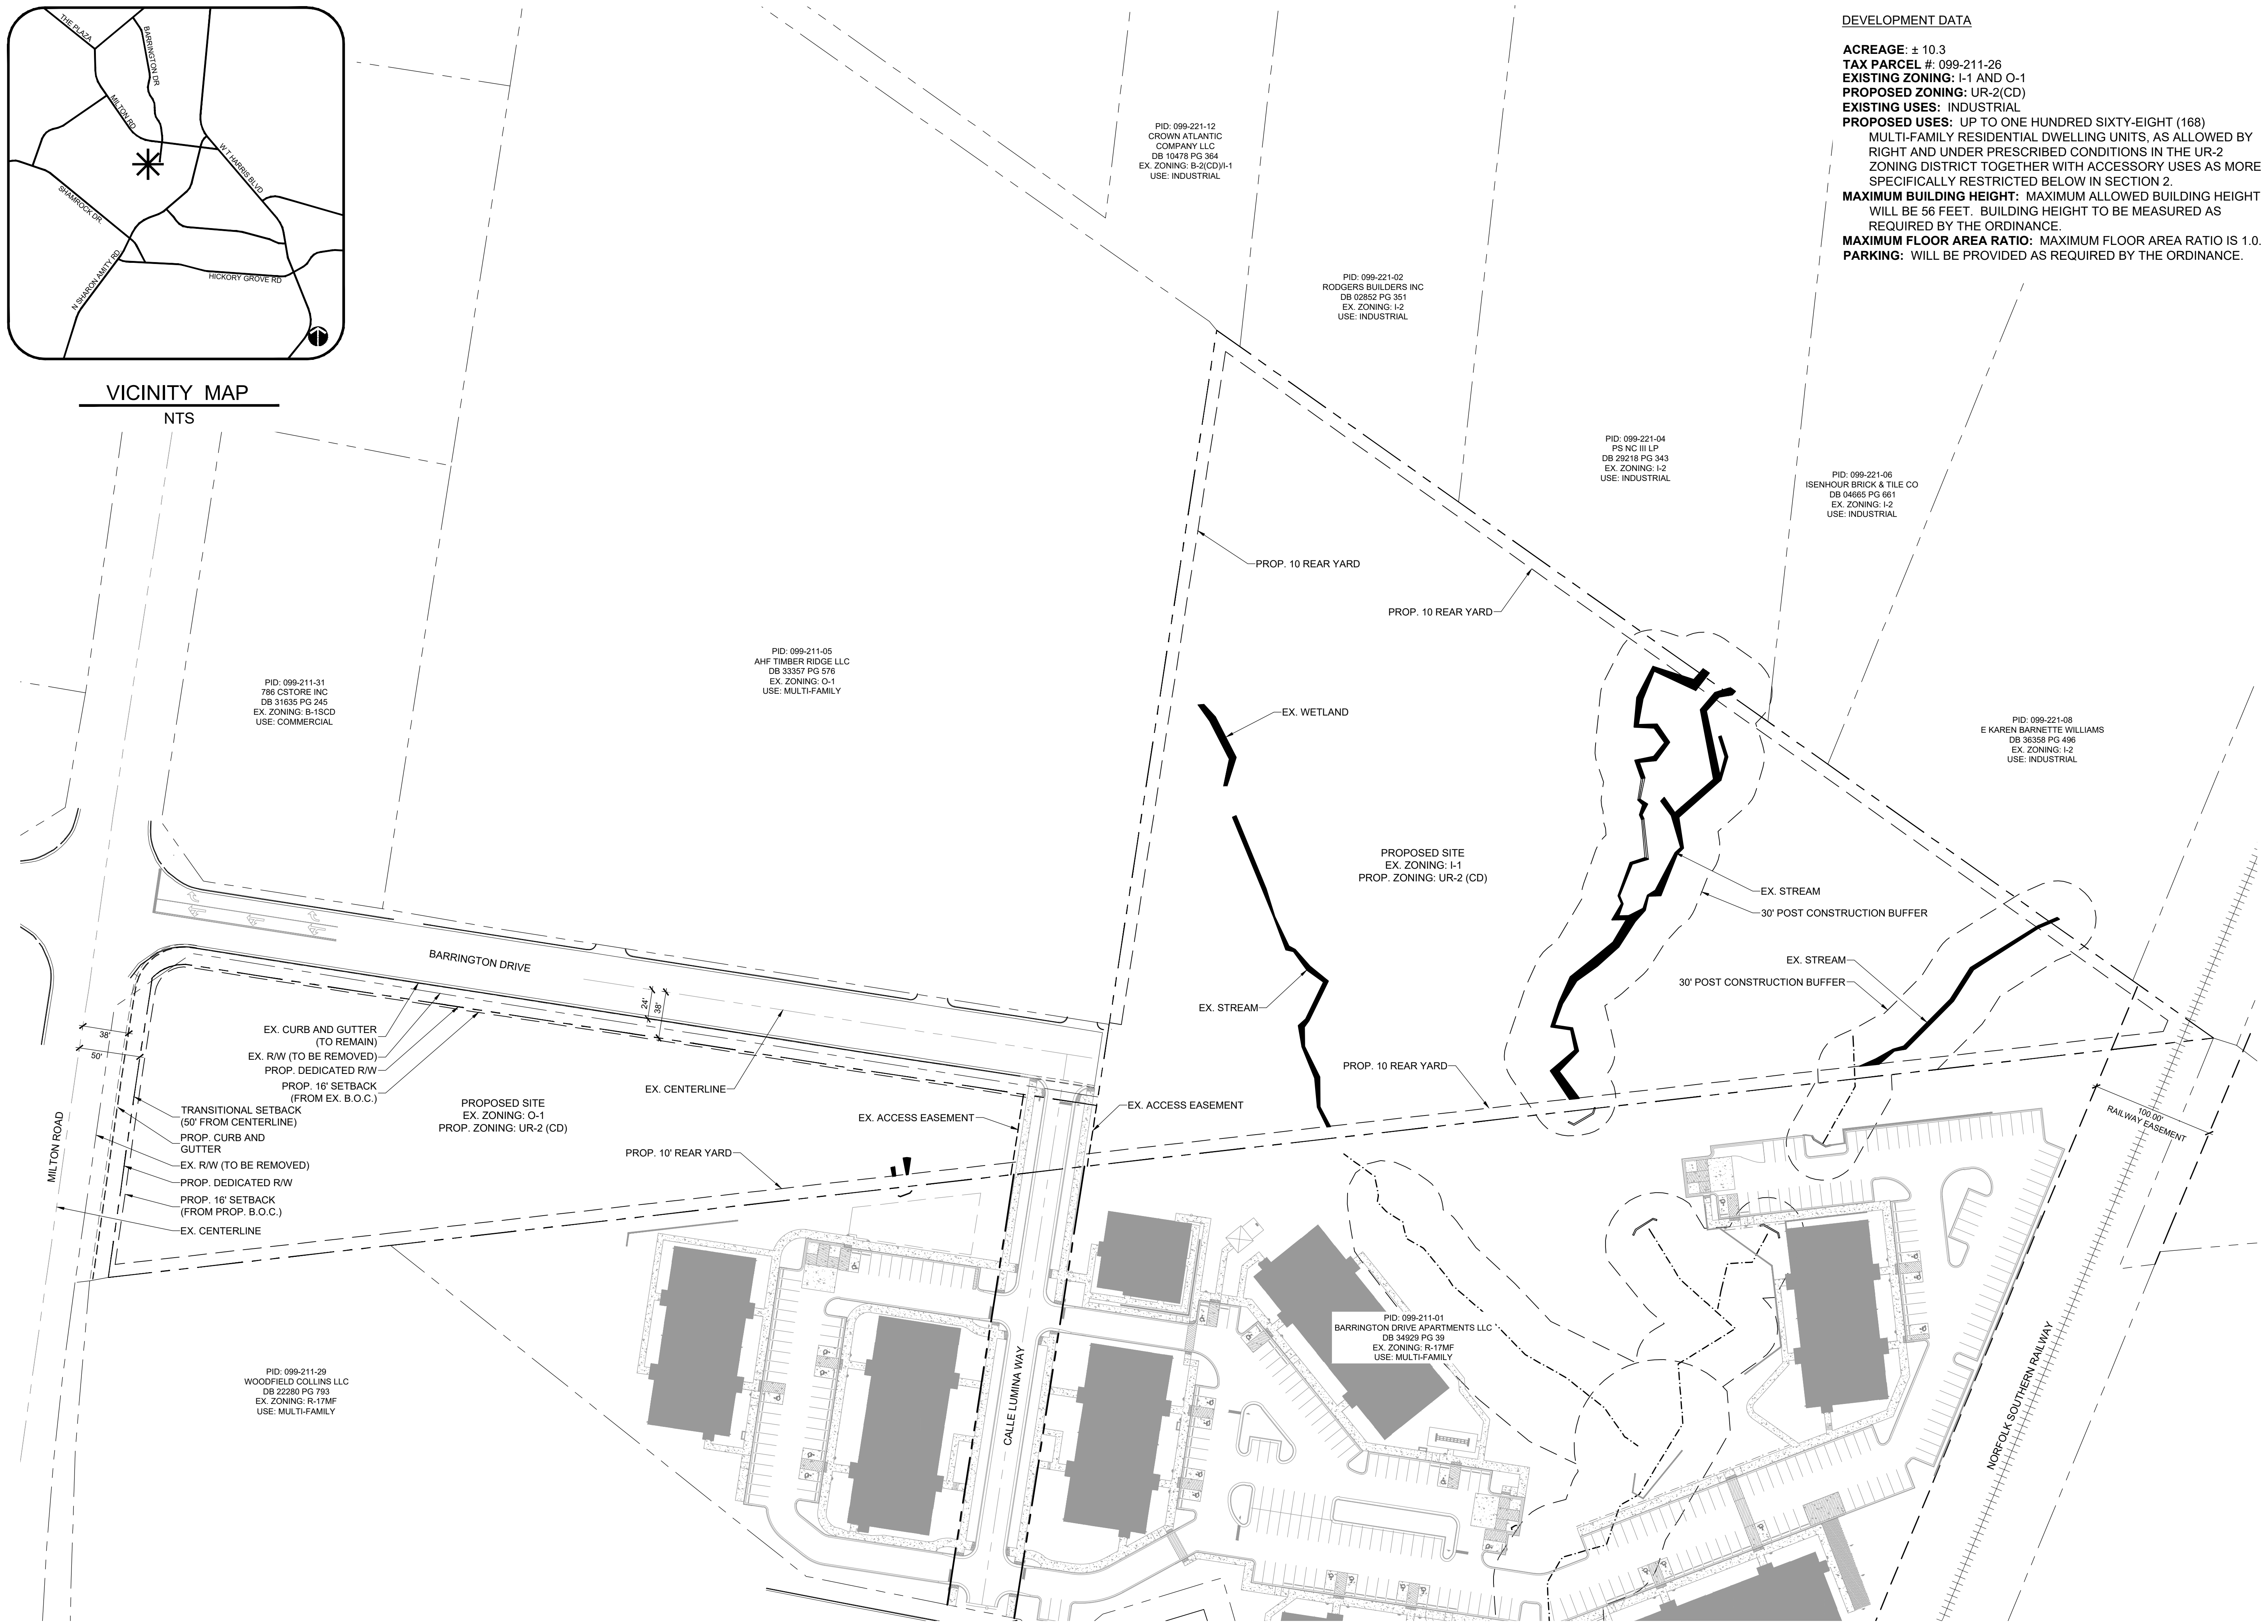 THE PLAZA
BARRINGTON DR
MILTON RD
W T HARRIS BLVD
SHAMROCK DR
N SHARON AMITY RD
HICKORY GROVE RD
VICINITY MAP
NTS
DEVELOPMENT DATA
ACREAGE: ± 10.3
TAX PARCEL #: 099-211-26
EXISTING ZONING: I-1 AND O-1
PROPOSED ZONING: UR-2(CD)
EXISTING USES: INDUSTRIAL
PROPOSED USES: UP TO ONE HUNDRED SIXTY-EIGHT (168)
MULTI-FAMILY RESIDENTIAL DWELLING UNITS, AS ALLOWED BY
RIGHT AND UNDER PRESCRIBED CONDITIONS IN THE UR-2
ZONING DISTRICT TOGETHER WITH ACCESSORY USES AS MORE
SPECIFICALLY RESTRICTED BELOW IN SECTION 2.
MAXIMUM BUILDING HEIGHT: MAXIMUM ALLOWED BUILDING HEIGHT
WILL BE 56 FEET. BUILDING HEIGHT TO BE MEASURED AS
REQUIRED BY THE ORDINANCE.
MAXIMUM FLOOR AREA RATIO: MAXIMUM FLOOR AREA RATIO IS 1.0.
PARKING: WILL BE PROVIDED AS REQUIRED BY THE ORDINANCE.
PID: 099-221-12
CROWN ATLANTIC
COMPANY LLC
DB 10478 PG 364
EX. ZONING: B-2(CD)/I-1
USE: INDUSTRIAL
PID: 099-221-02
RODGERS BUILDERS INC
DB 02852 PG 351
EX. ZONING: I-2
USE: INDUSTRIAL
PID: 099-221-04
PS NC III LP
DB 29218 PG 343
EX. ZONING: I-2
USE: INDUSTRIAL
PID: 099-221-06
ISENHOUR BRICK & TILE CO
DB 04665 PG 661
EX. ZONING: I-2
USE: INDUSTRIAL
PROP. 10 REAR YARD
PROP. 10 REAR YARD
PID: 099-211-31
786 CSTORE INC
DB 31635 PG 245
EX. ZONING: B-1SCD
USE: COMMERCIAL
PID: 099-211-05
AHF TIMBER RIDGE LLC
DB 33357 PG 576
EX. ZONING: O-1
USE: MULTI-FAMILY
EX. WETLAND
PID: 099-221-08
E KAREN BARNETTE WILLIAMS
DB 36358 PG 496
EX. ZONING: I-2
USE: INDUSTRIAL
PROPOSED SITE
EX. ZONING: I-1
PROP. ZONING: UR-2 (CD)
EX. STREAM
30' POST CONSTRUCTION BUFFER
EX. STREAM
30' POST CONSTRUCTION BUFFER
EX. STREAM
BARRINGTON DRIVE
24'
38'
38'
50'
EX. CURB AND GUTTER
(TO REMAIN)
EX. R/W (TO BE REMOVED)
PROP. DEDICATED R/W
PROP. 16' SETBACK
(FROM EX. B.O.C.)
TRANSITIONAL SETBACK
(50' FROM CENTERLINE)
PROP. CURB AND
GUTTER
EX. R/W (TO BE REMOVED)
PROP. DEDICATED R/W
PROP. 16' SETBACK
(FROM PROP. B.O.C.)
EX. CENTERLINE
MILTON ROAD
PROPOSED SITE
EX. ZONING: O-1
PROP. ZONING: UR-2 (CD)
EX. CENTERLINE
PROP. 10 REAR YARD
EX. ACCESS EASEMENT
EX. ACCESS EASEMENT
PROP. 10' REAR YARD
100.00'
RAILWAY EASEMENT
PID: 099-211-29
WOODFIELD COLLINS LLC
DB 22280 PG 793
EX. ZONING: R-17MF
USE: MULTI-FAMILY
CALLE LUMINA WAY
PID: 099-211-01
BARRINGTON DRIVE APARTMENTS LLC
DB 34929 PG 39
EX. ZONING: R-17MF
USE: MULTI-FAMILY
NORFOLK SOUTHERN RAILWAY